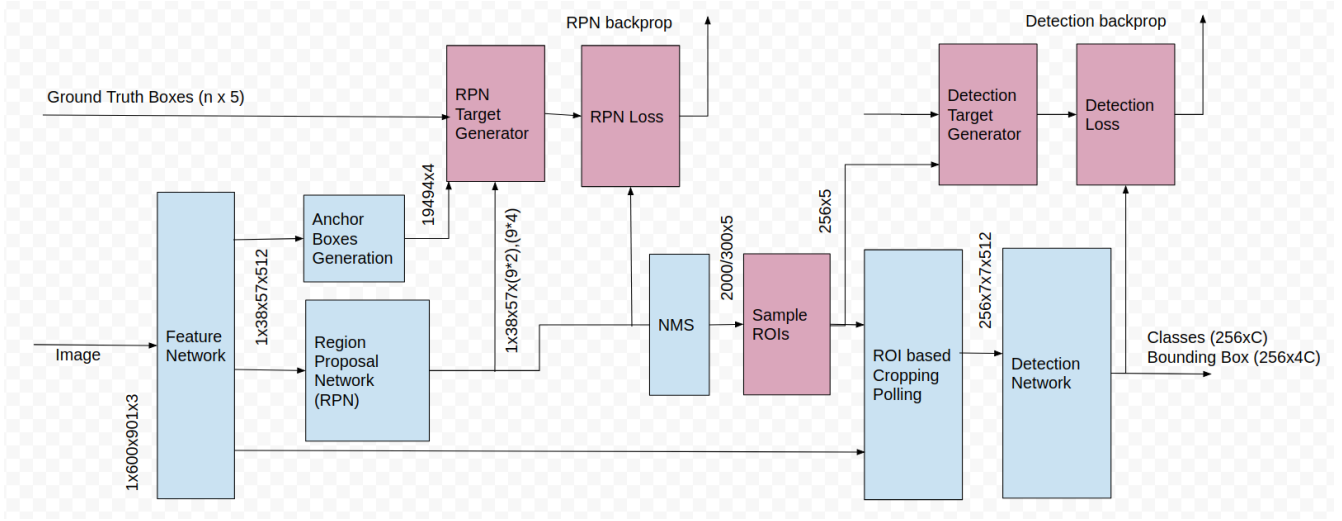 RPN backprop
Detection backprop
Ground Truth Boxes (n x 5)
RPN
Target
Generator
RPN Loss
Detection
Target
Generator
Detection
Loss
19494x4
Anchor
Boxes
Generation
1x38x57x512
1x38x57x(9*2),(9*4)
2000/300x5
256x5
256x7x7x512
Image
Feature
Network
Region
Proposal
Network
(RPN)
NMS
Sample
ROIs
ROI based
Cropping
Polling
Detection
Network
Classes (256xC)
Bounding Box (256x4C)
1x600x901x3